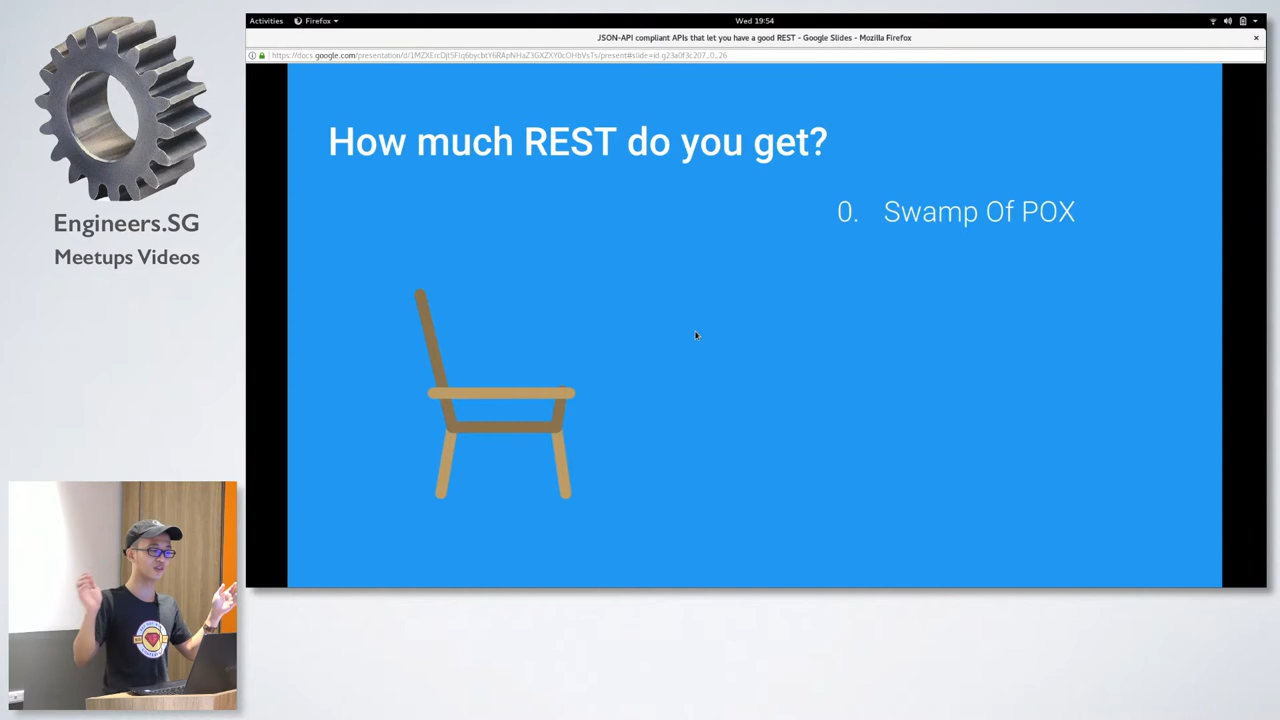 Activities
Firefox
Wed 19:54
JSON-API compliant APIs that let you have a good REST - Google Slides - Mozilla Firefox
How much REST do you get?
0. Swamp Of POX
Engineers.SG
Meetups Videos